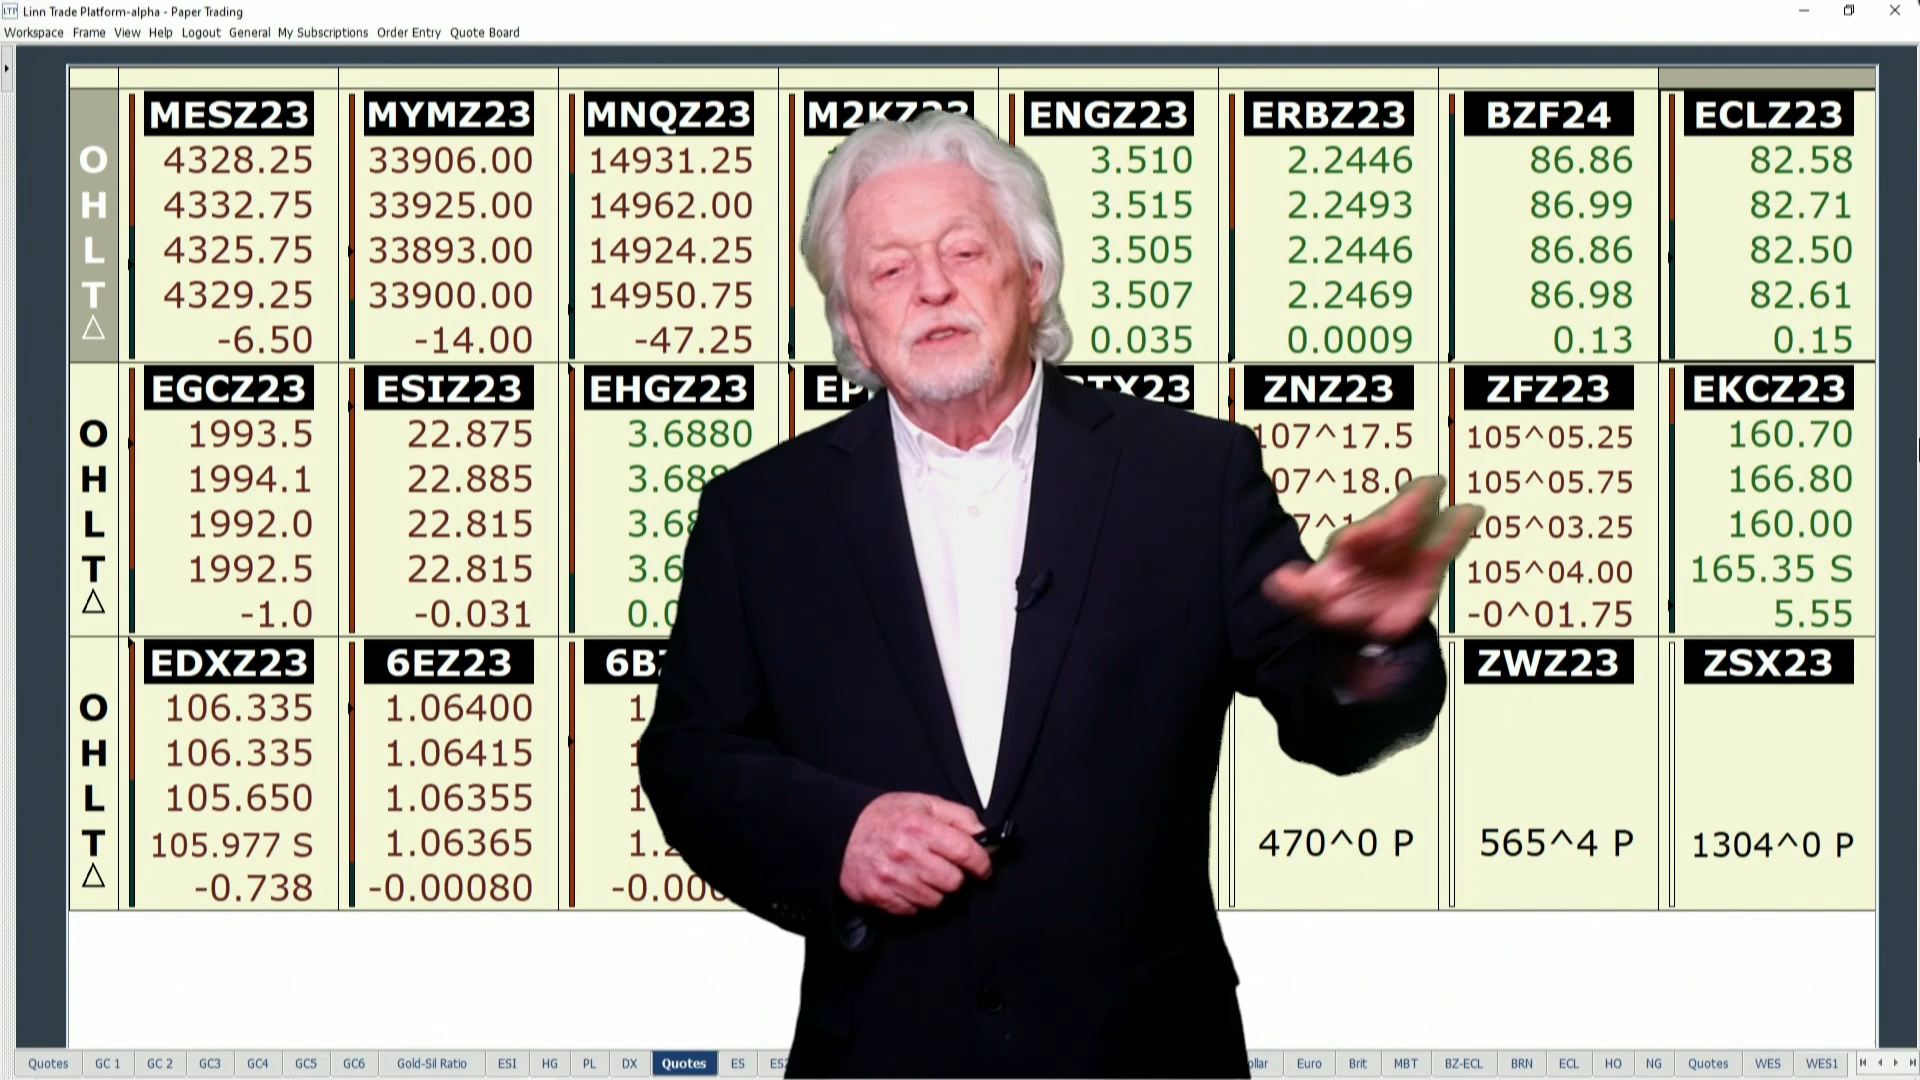 Linn Trade Platform-alpha - Paper Trading
Workspace Frame View Help Logout General My Subscriptions Order Entry Quote Board
MESZ23 MYMZ23 MNQZ23 M2KZ23 ENGZ23 ERBZ23 BZF24 ECLZ23
O 4328.25 33906.00 14931.25 3.510 2.2446 86.86 82.58
H 4332.75 33925.00 14962.00 3.515 2.2493 86.99 82.71
L 4325.75 33893.00 14924.25 3.505 2.2446 86.86 82.50
T 4329.25 33900.00 14950.75 3.507 2.2469 86.98 82.61
△ -6.50 -14.00 -47.25 0.035 0.0009 0.13 0.15
EGCZ23 ESIZ23 EHGZ23 ZNZ23 ZFZ23 EKCZ23
O 1993.5 22.875 3.6880 107^17.5 105^05.25 160.70
H 1994.1 22.885 105^05.75 166.80
L 1992.0 22.815 105^03.25 160.00
T 1992.5 22.815 105^04.00 165.35 S
△ -1.0 -0.031 -0^01.75 5.55
EDXZ23 6EZ23 ZWZ23 ZSX23
O 106.335 1.06400
H 106.335 1.06415
L 105.650 1.06355
T 105.977 S 1.06365 470^0 P 565^4 P 1304^0 P
△ -0.738 -0.00080
Quotes GC 1 GC 2 GC3 GC4 GC5 GC6 Gold-Sil Ratio ESI HG PL DX Quotes ES Euro Brit MBT BZ-ECL BRN ECL HO NG Quotes WES WES1